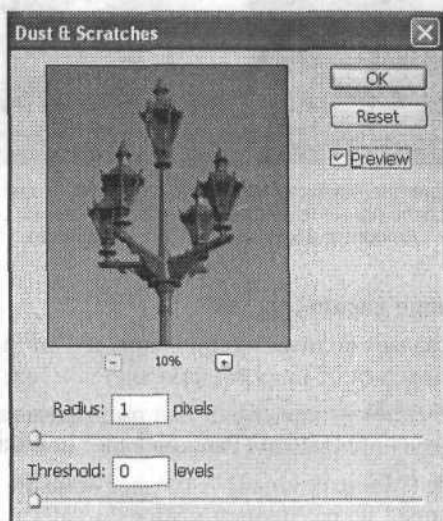 Dust & Scratches
OK
Reset
Preview
- 10% +
Radius: 1 pixels
Threshold: 0 levels